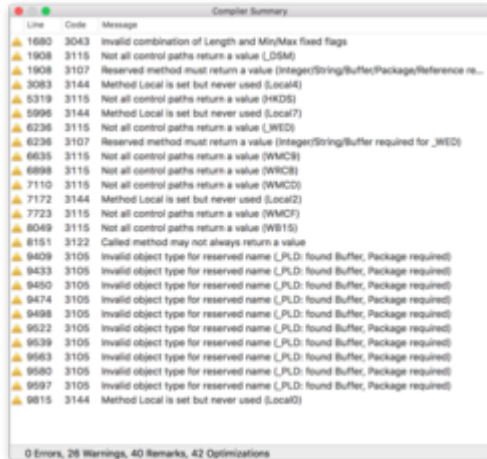 Compiler Summary
Line Code Message
1680 3043 Invalid combination of Length and Min/Max fixed flags
1908 3115 Not all control paths return a value (_DSM)
1908 3107 Reserved method must return a value (Integer/String/Buffer/Package/Reference re...
3083 3144 Method Local is set but never used (Local4)
5319 3115 Not all control paths return a value (HKDS)
5996 3144 Method Local is set but never used (Local7)
6236 3115 Not all control paths return a value (_WED)
6236 3107 Reserved method must return a value (Integer/String/Buffer required for _WED)
6635 3115 Not all control paths return a value (WMC9)
6898 3115 Not all control paths return a value (WRCB)
7110 3115 Not all control paths return a value (WMCD)
7172 3144 Method Local is set but never used (Local2)
7723 3115 Not all control paths return a value (WMCF)
8049 3115 Not all control paths return a value (WB15)
8151 3122 Called method may not always return a value
9409 3105 Invalid object type for reserved name (_PLD: found Buffer, Package required)
9433 3105 Invalid object type for reserved name (_PLD: found Buffer, Package required)
9450 3105 Invalid object type for reserved name (_PLD: found Buffer, Package required)
9474 3105 Invalid object type for reserved name (_PLD: found Buffer, Package required)
9498 3105 Invalid object type for reserved name (_PLD: found Buffer, Package required)
9522 3105 Invalid object type for reserved name (_PLD: found Buffer, Package required)
9539 3105 Invalid object type for reserved name (_PLD: found Buffer, Package required)
9563 3105 Invalid object type for reserved name (_PLD: found Buffer, Package required)
9580 3105 Invalid object type for reserved name (_PLD: found Buffer, Package required)
9597 3105 Invalid object type for reserved name (_PLD: found Buffer, Package required)
9815 3144 Method Local is set but never used (Local0)
0 Errors, 26 Warnings, 40 Remarks, 42 Optimizations